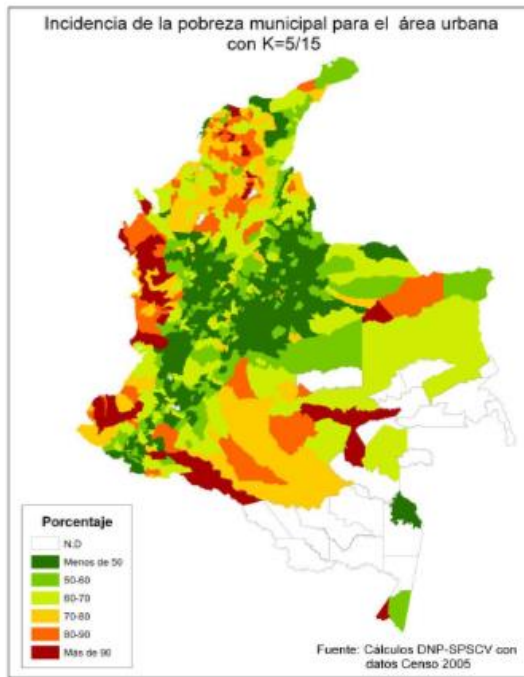 Incidencia de la pobreza municipal para el área urbana
con K=5/15
Porcentaje
N.D
Menos de 50
50-60
60-70
70-80
80-90
Más de 90
Fuente: Cálculos DNP-SPSCV con
datos Censo 2005